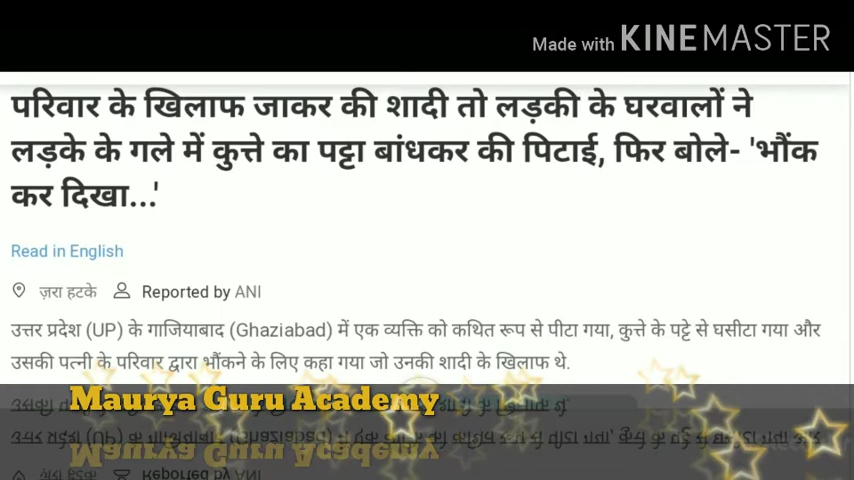 Made with KINEMASTER
परिवार के खिलाफ जाकर की शादी तो लड़की के घरवालों ने
लड़के के गले में कुत्ते का पट्टा बांधकर की पिटाई, फिर बोले- 'भौंक
कर दिखा...'
Read in English
ज़रा हटके Reported by ANI
उत्तर प्रदेश (UP) के गाजियाबाद (Ghaziabad) में एक व्यक्ति को कथित रूप से पीटा गया, कुत्ते के पट्टे से घसीटा गया और
उसकी पत्नी के परिवार द्वारा भौंकने के लिए कहा गया जो उनकी शादी के खिलाफ थे.
Maurya Guru Academy